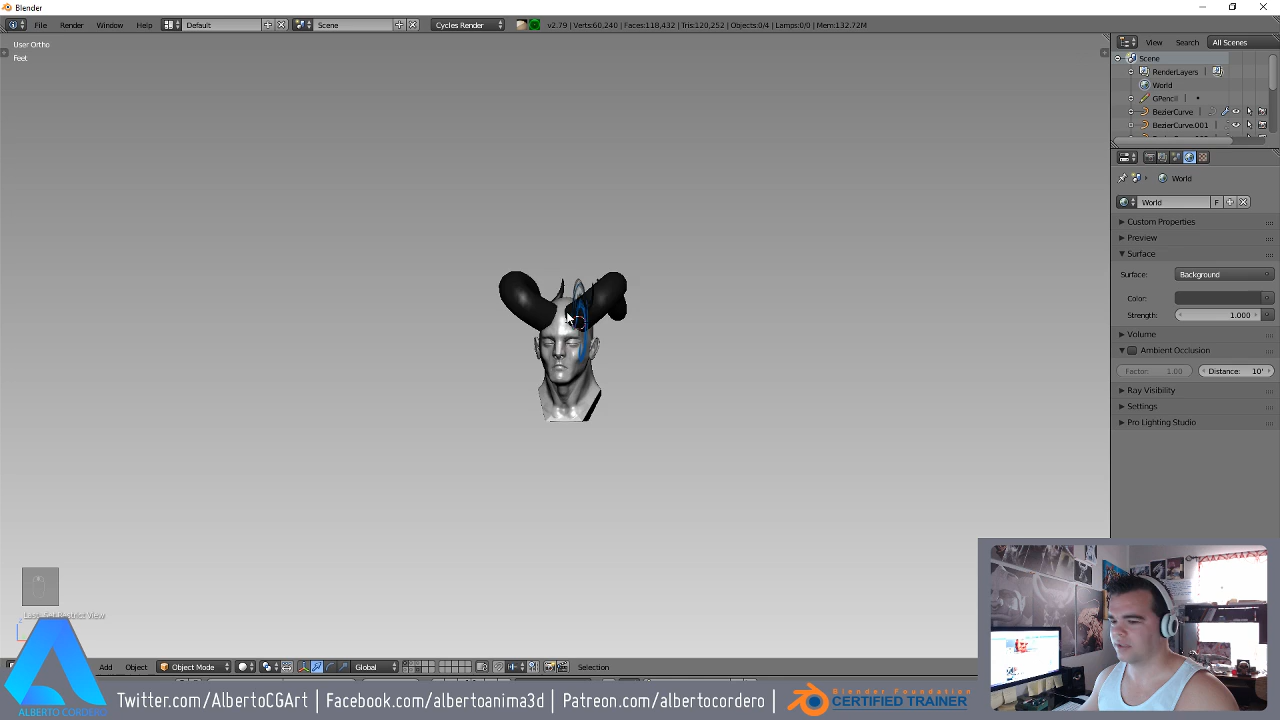 Blender
File Render Window Help Default Scene Cycles Render v2.79 | Verts:60,240 | Faces:118,432 | Tris:120,252 | Objects:0/4 | Lamps:0/0 | Mem:132.72M
User Ortho
Feet
View Search All Scenes
Scene
RenderLayers
World
GPencil
BezierCurve
BezierCurve.001
World
World F
Custom Properties
Preview
Surface
Surface: Background
Color:
Strength: 1.000
Volume
Ambient Occlusion
Factor: 1.00 Distance: 10'
Ray Visibility
Settings
Pro Lighting Studio
Last: Set Restrict View
Add Object Object Mode Global Selection
ALBERTO CORDERO
Twitter.com/AlbertoCGArt | Facebook.com/albertoanima3d | Patreon.com/albertocordero |
Blender Foundation
CERTIFIED TRAINER